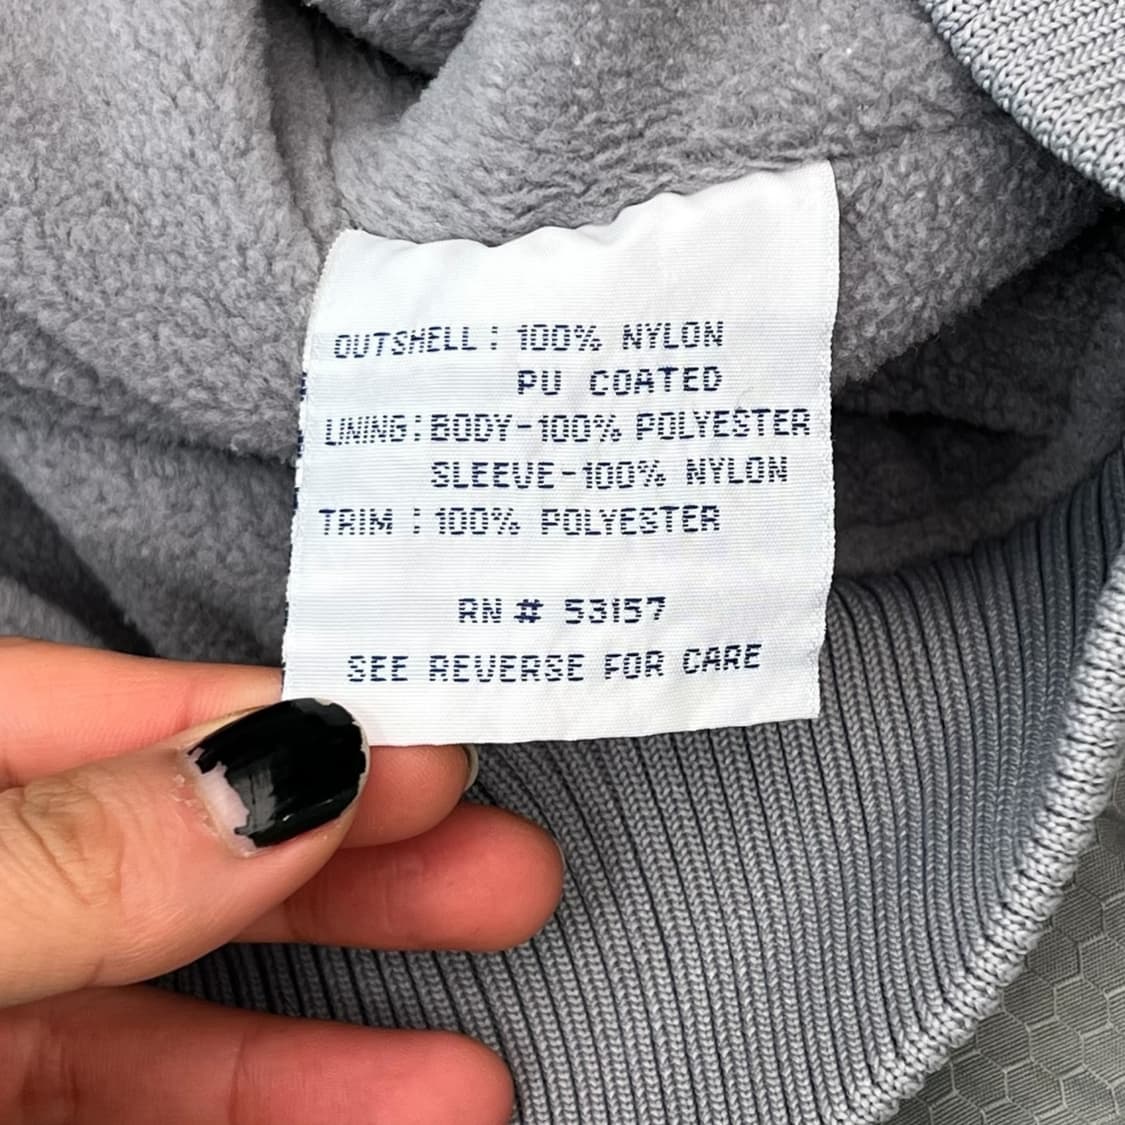 OUTSHELL : 100% NYLON
PU COATED
LINING : BODY-100% POLYESTER
SLEEVE-100% NYLON
TRIM : 100% POLYESTER
RN # 53157
SEE REVERSE FOR CARE